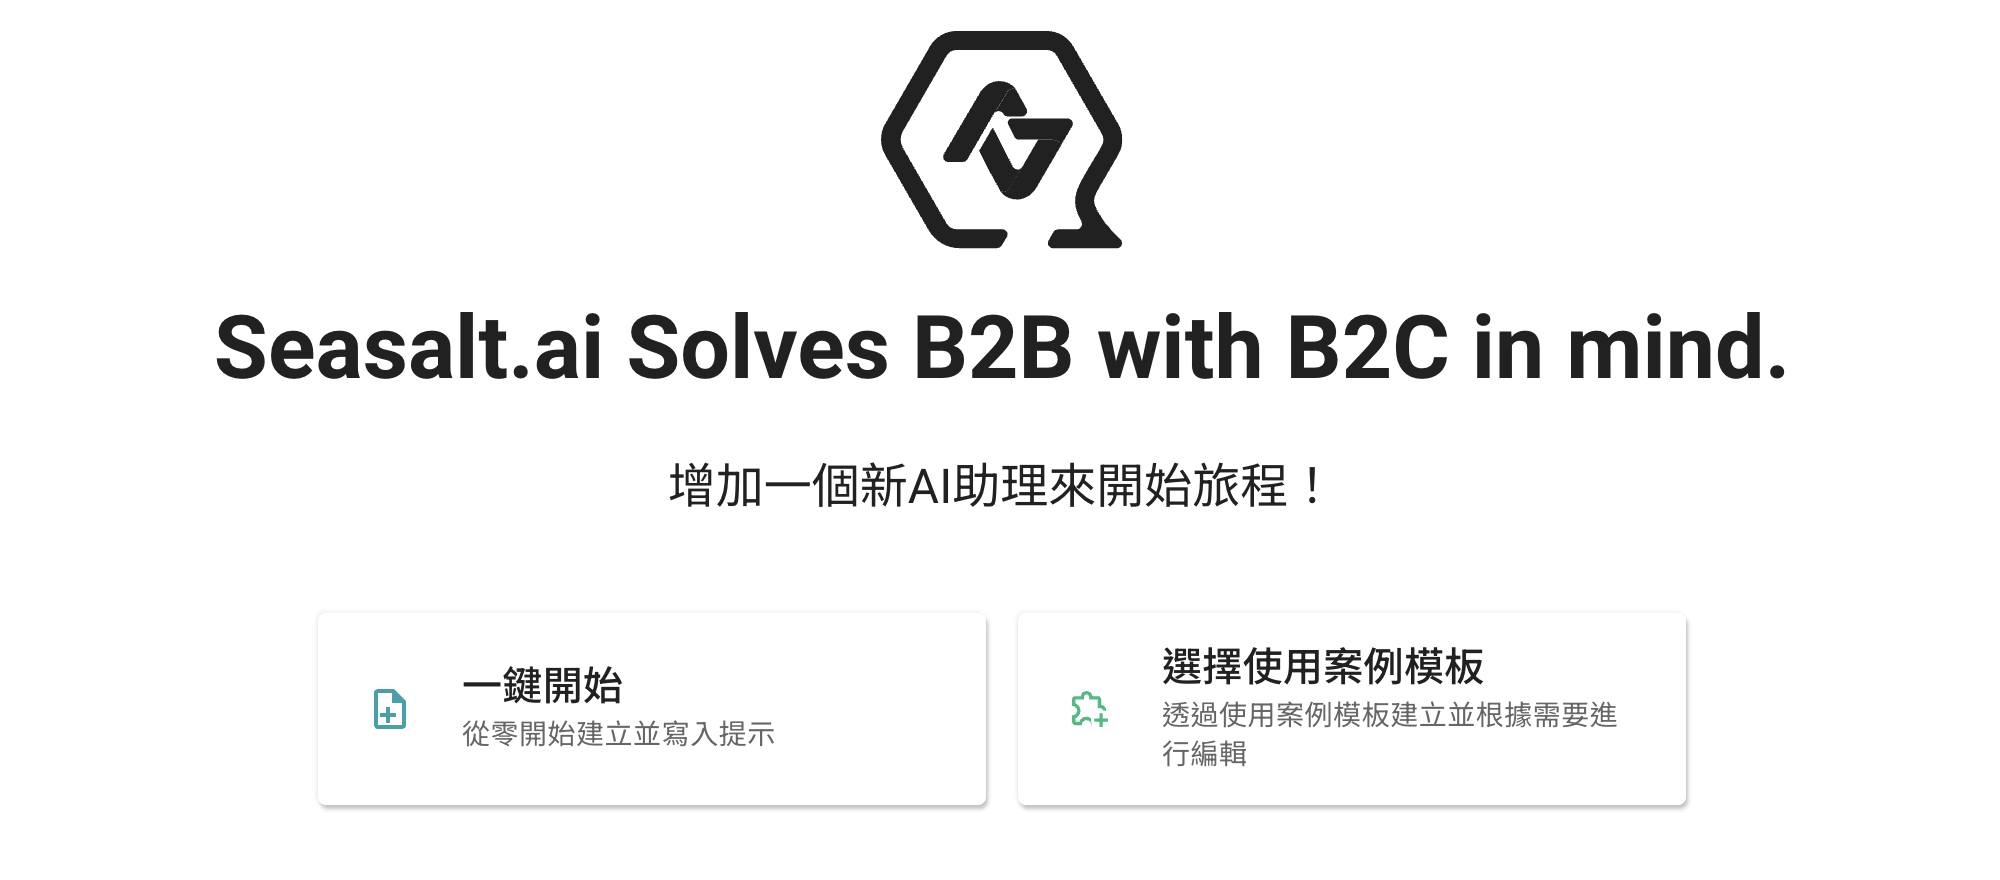 Seasalt.ai Solves B2B with B2C in mind.
增加一個新AI助理來開始旅程！
一鍵開始
從零開始建立並寫入提示
選擇使用案例模板
透過使用案例模板建立並根據需要進
行編輯